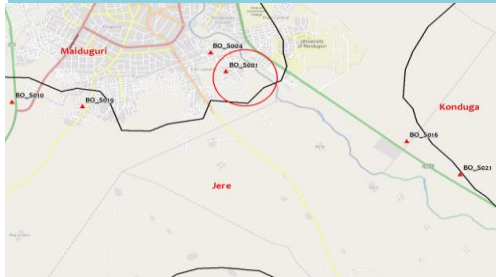 BO_S004
University
of Maiduguri
Maiduguri
BO_S001
BO_S010
BO_S019
Konduga
BO_S016
BO_S021
Jere